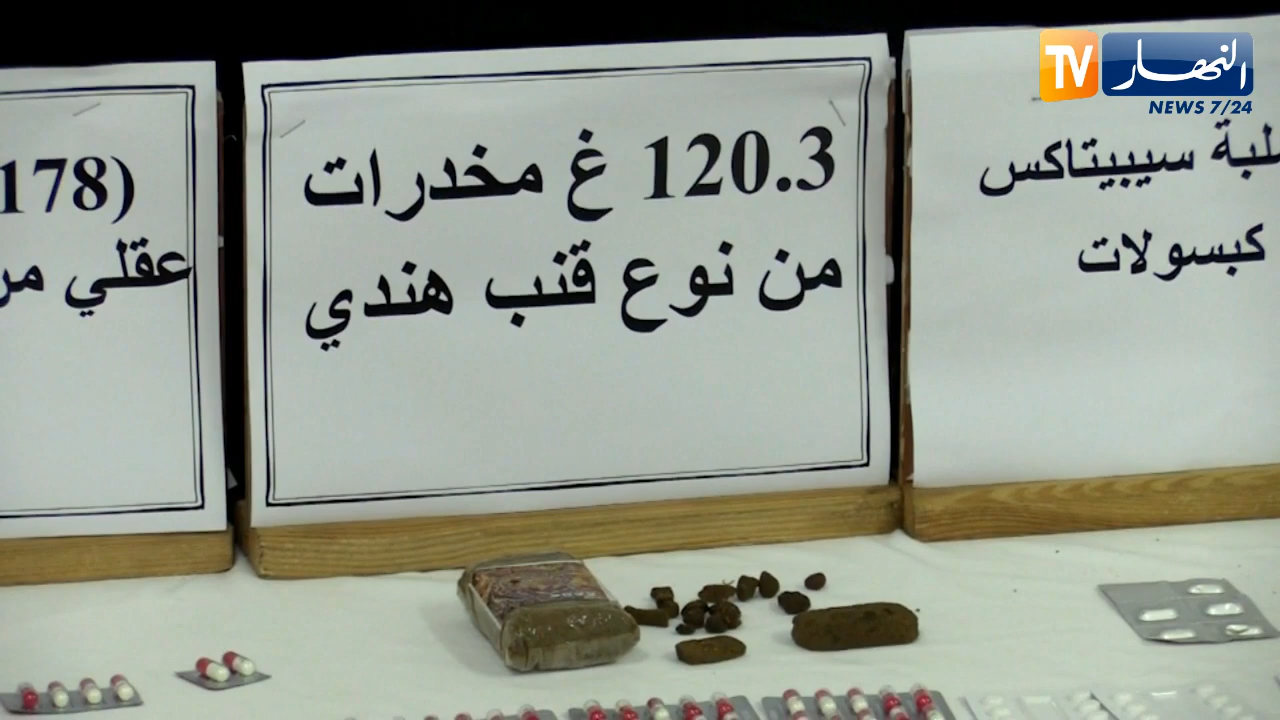 TV النهار
NEWS 7/24
120.3 غ مخدرات
من نوع قنب هندي
سيبيتاكس
كبسولات
178)
عقلي